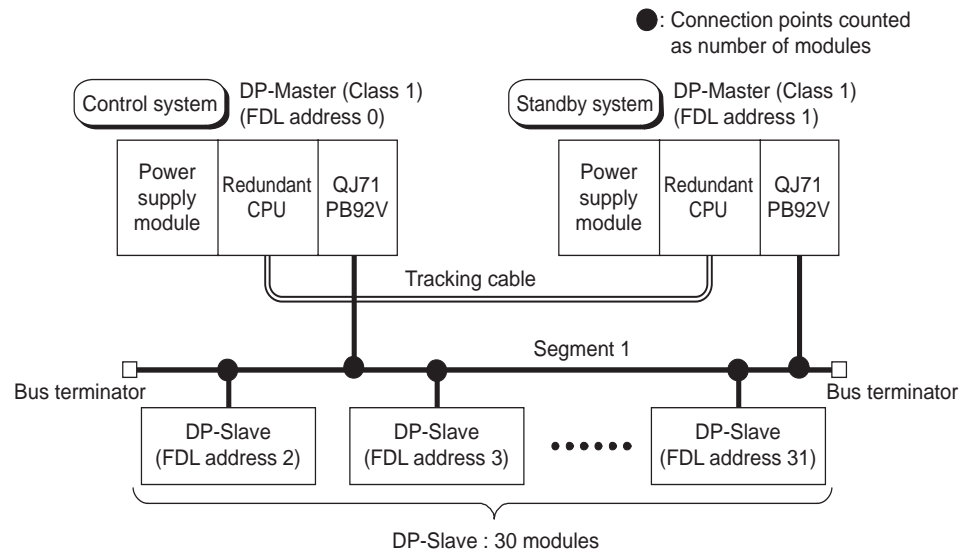 : Connection points counted
as number of modules
Control system
DP-Master (Class 1)
(FDL address 0)
Standby system
DP-Master (Class 1)
(FDL address 1)
Power
supply
module
Redundant
CPU
QJ71
PB92V
Power
supply
module
Redundant
CPU
QJ71
PB92V
Tracking cable
Segment 1
Bus terminator
Bus terminator
DP-Slave
(FDL address 2)
DP-Slave
(FDL address 3)
DP-Slave
(FDL address 31)
DP-Slave : 30 modules